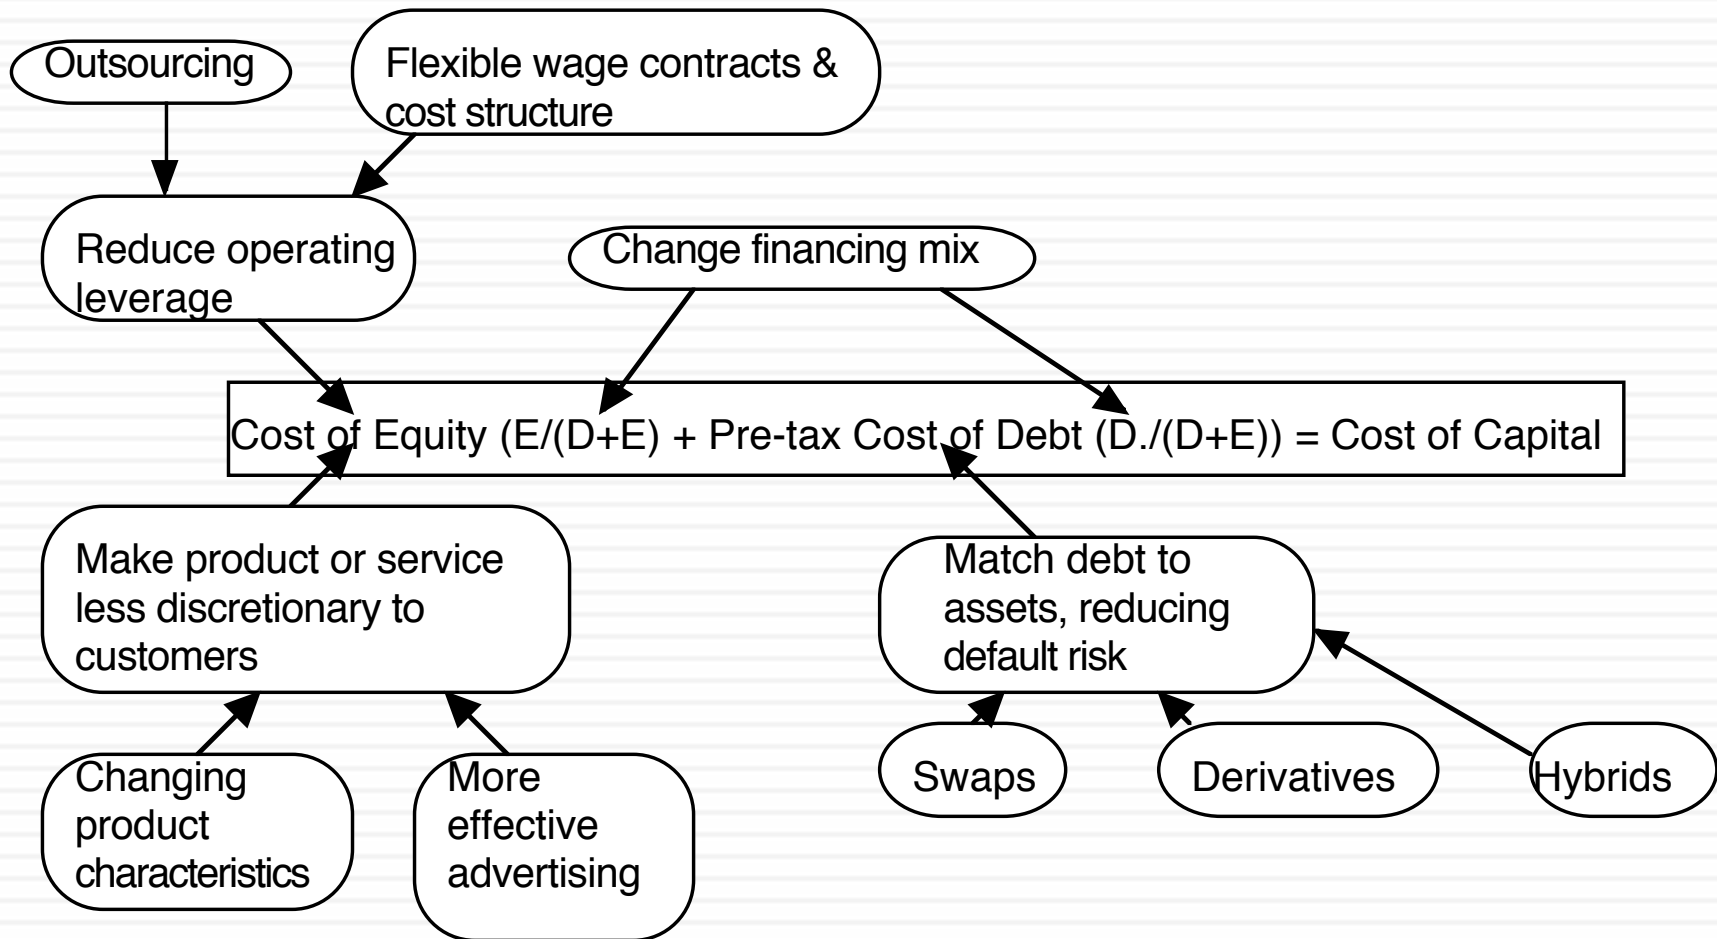 Outsourcing
Flexible wage contracts &
cost structure
Reduce operating
leverage
Change financing mix
Cost of Equity (E/(D+E) + Pre-tax Cost of Debt (D./(D+E)) = Cost of Capital
Make product or service
less discretionary to
customers
Match debt to
assets, reducing
default risk
Changing
product
characteristics
More
effective
advertising
Swaps
Derivatives
Hybrids